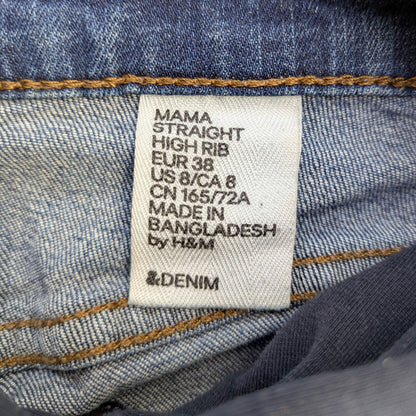 MAMA
STRAIGHT
HIGH RIB
EUR 38
US 8/CA 8
CN 165/72A
MADE IN
BANGLADESH
by H&M
&DENIM